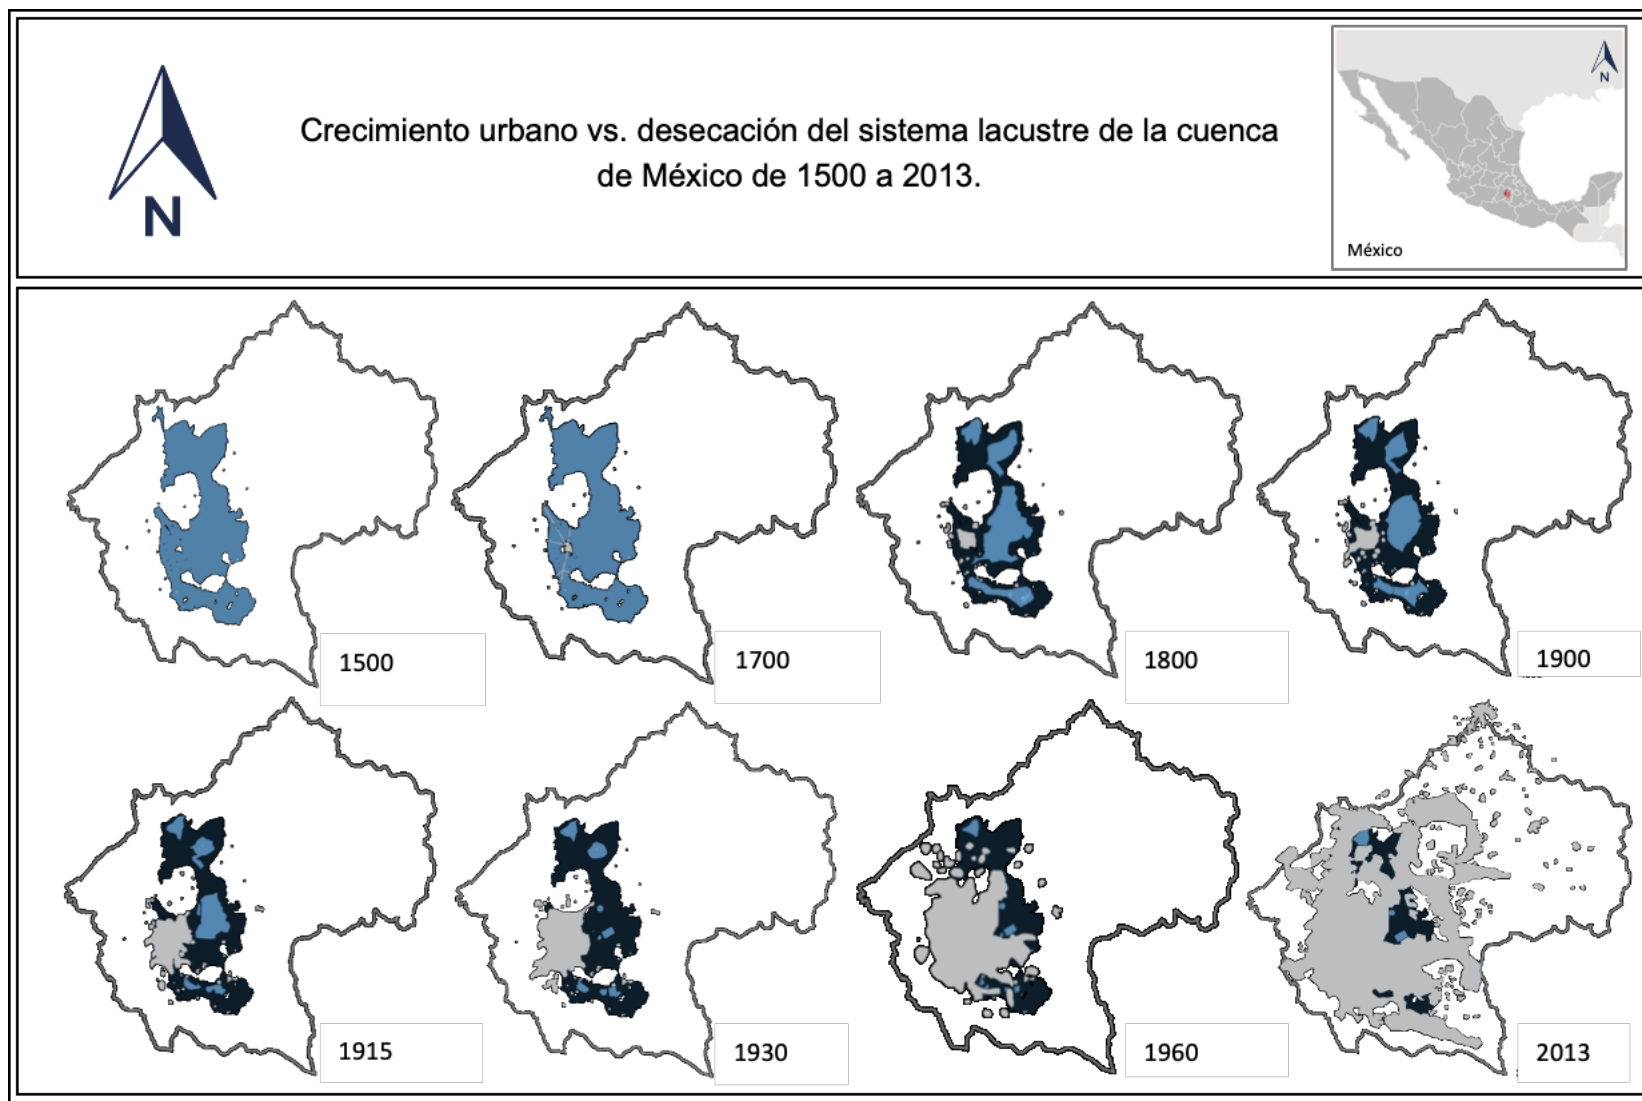 N
Crecimiento urbano vs. desecación del sistema lacustre de la cuenca
de México de 1500 a 2013.
N
México
1500
1700
1800
1900
1915
1930
1960
2013